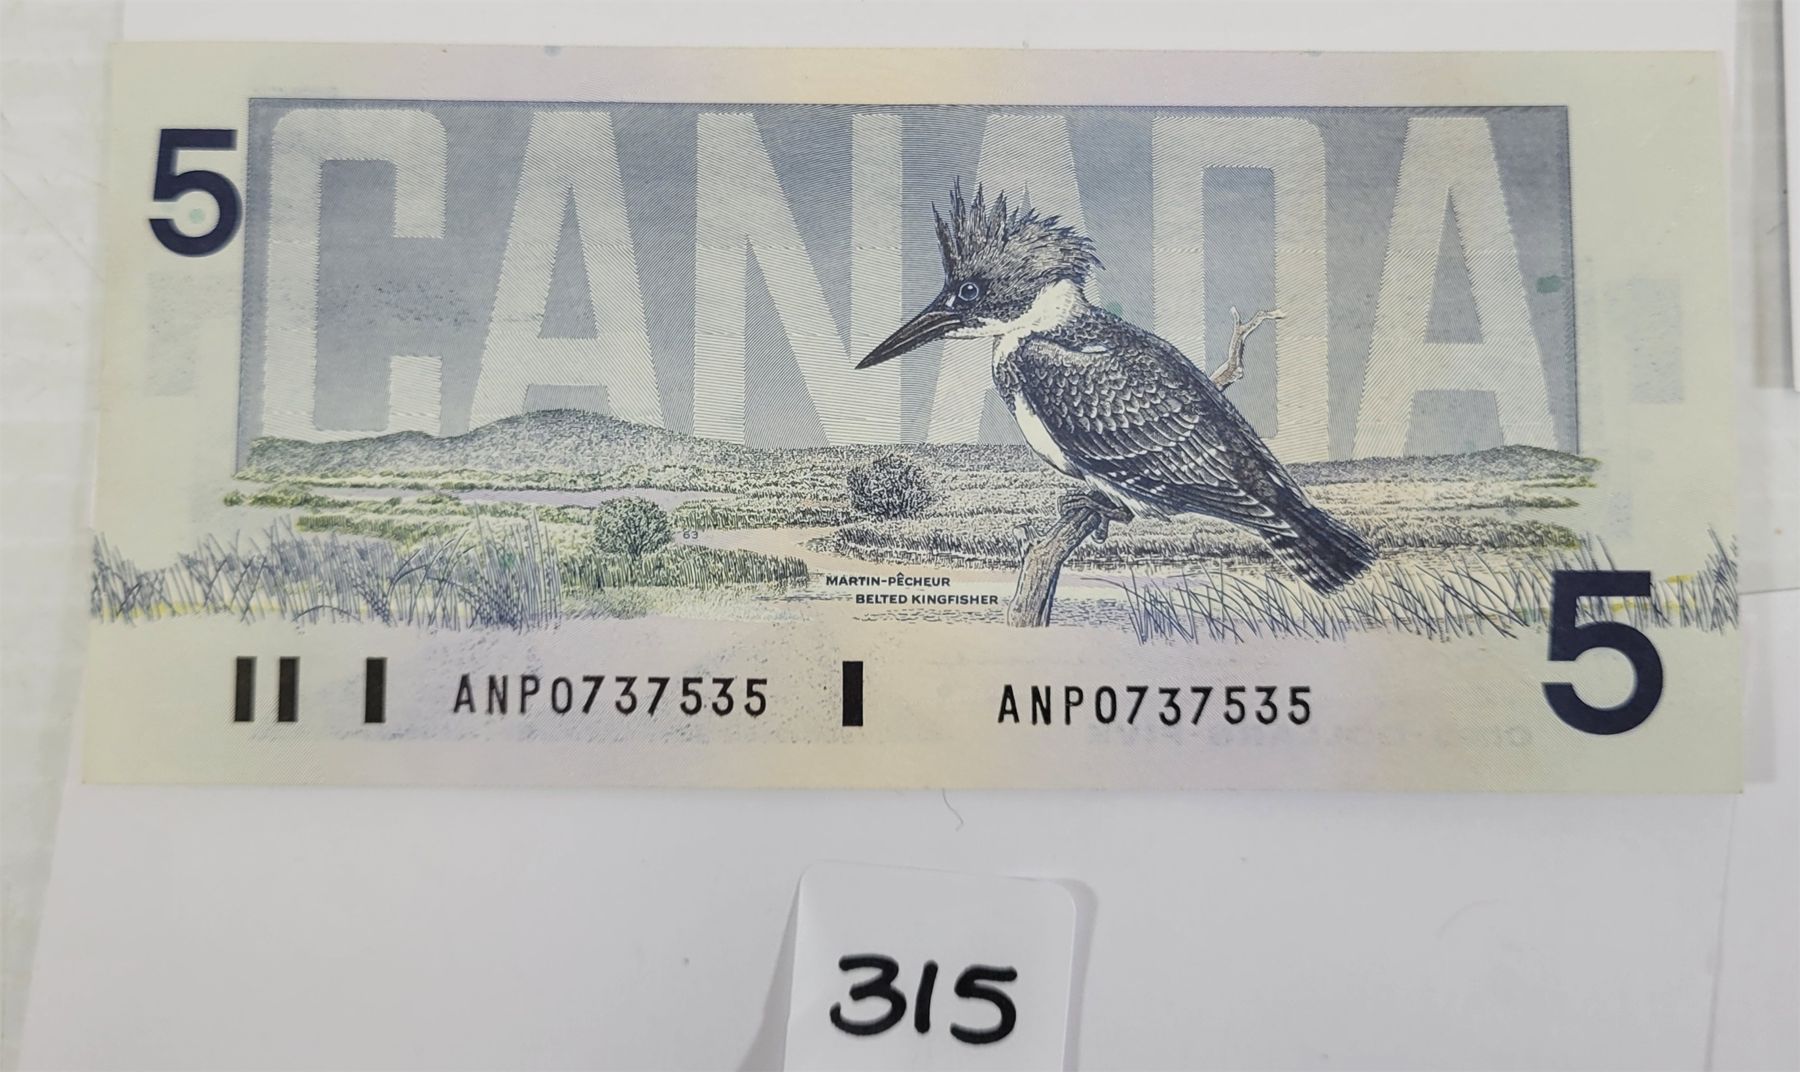 5
CANADA
63
MARTIN-PÊCHEUR
BELTED KINGFISHER
5
ANP0737535
ANP0737535
315